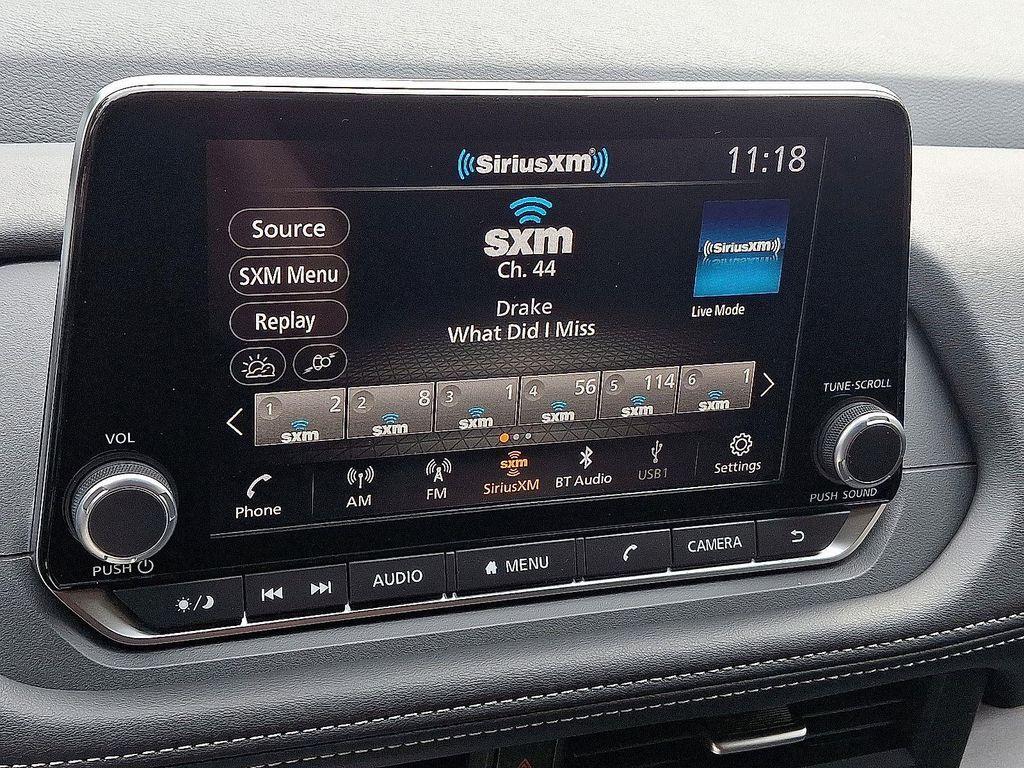 SiriusXM®
11:18
Source
SXM Menu
Replay
sxm
Ch. 44
Drake
What Did I Miss
SiriusXM
Live Mode
1 2 sxm
2 8 sxm
3 1 sxm
4 56 sxm
5 114 sxm
6 1 sxm
Phone
AM
FM
sxm
SiriusXM
BT Audio
USB1
Settings
VOL
PUSH
TUNE·SCROLL
PUSH SOUND
AUDIO
MENU
CAMERA